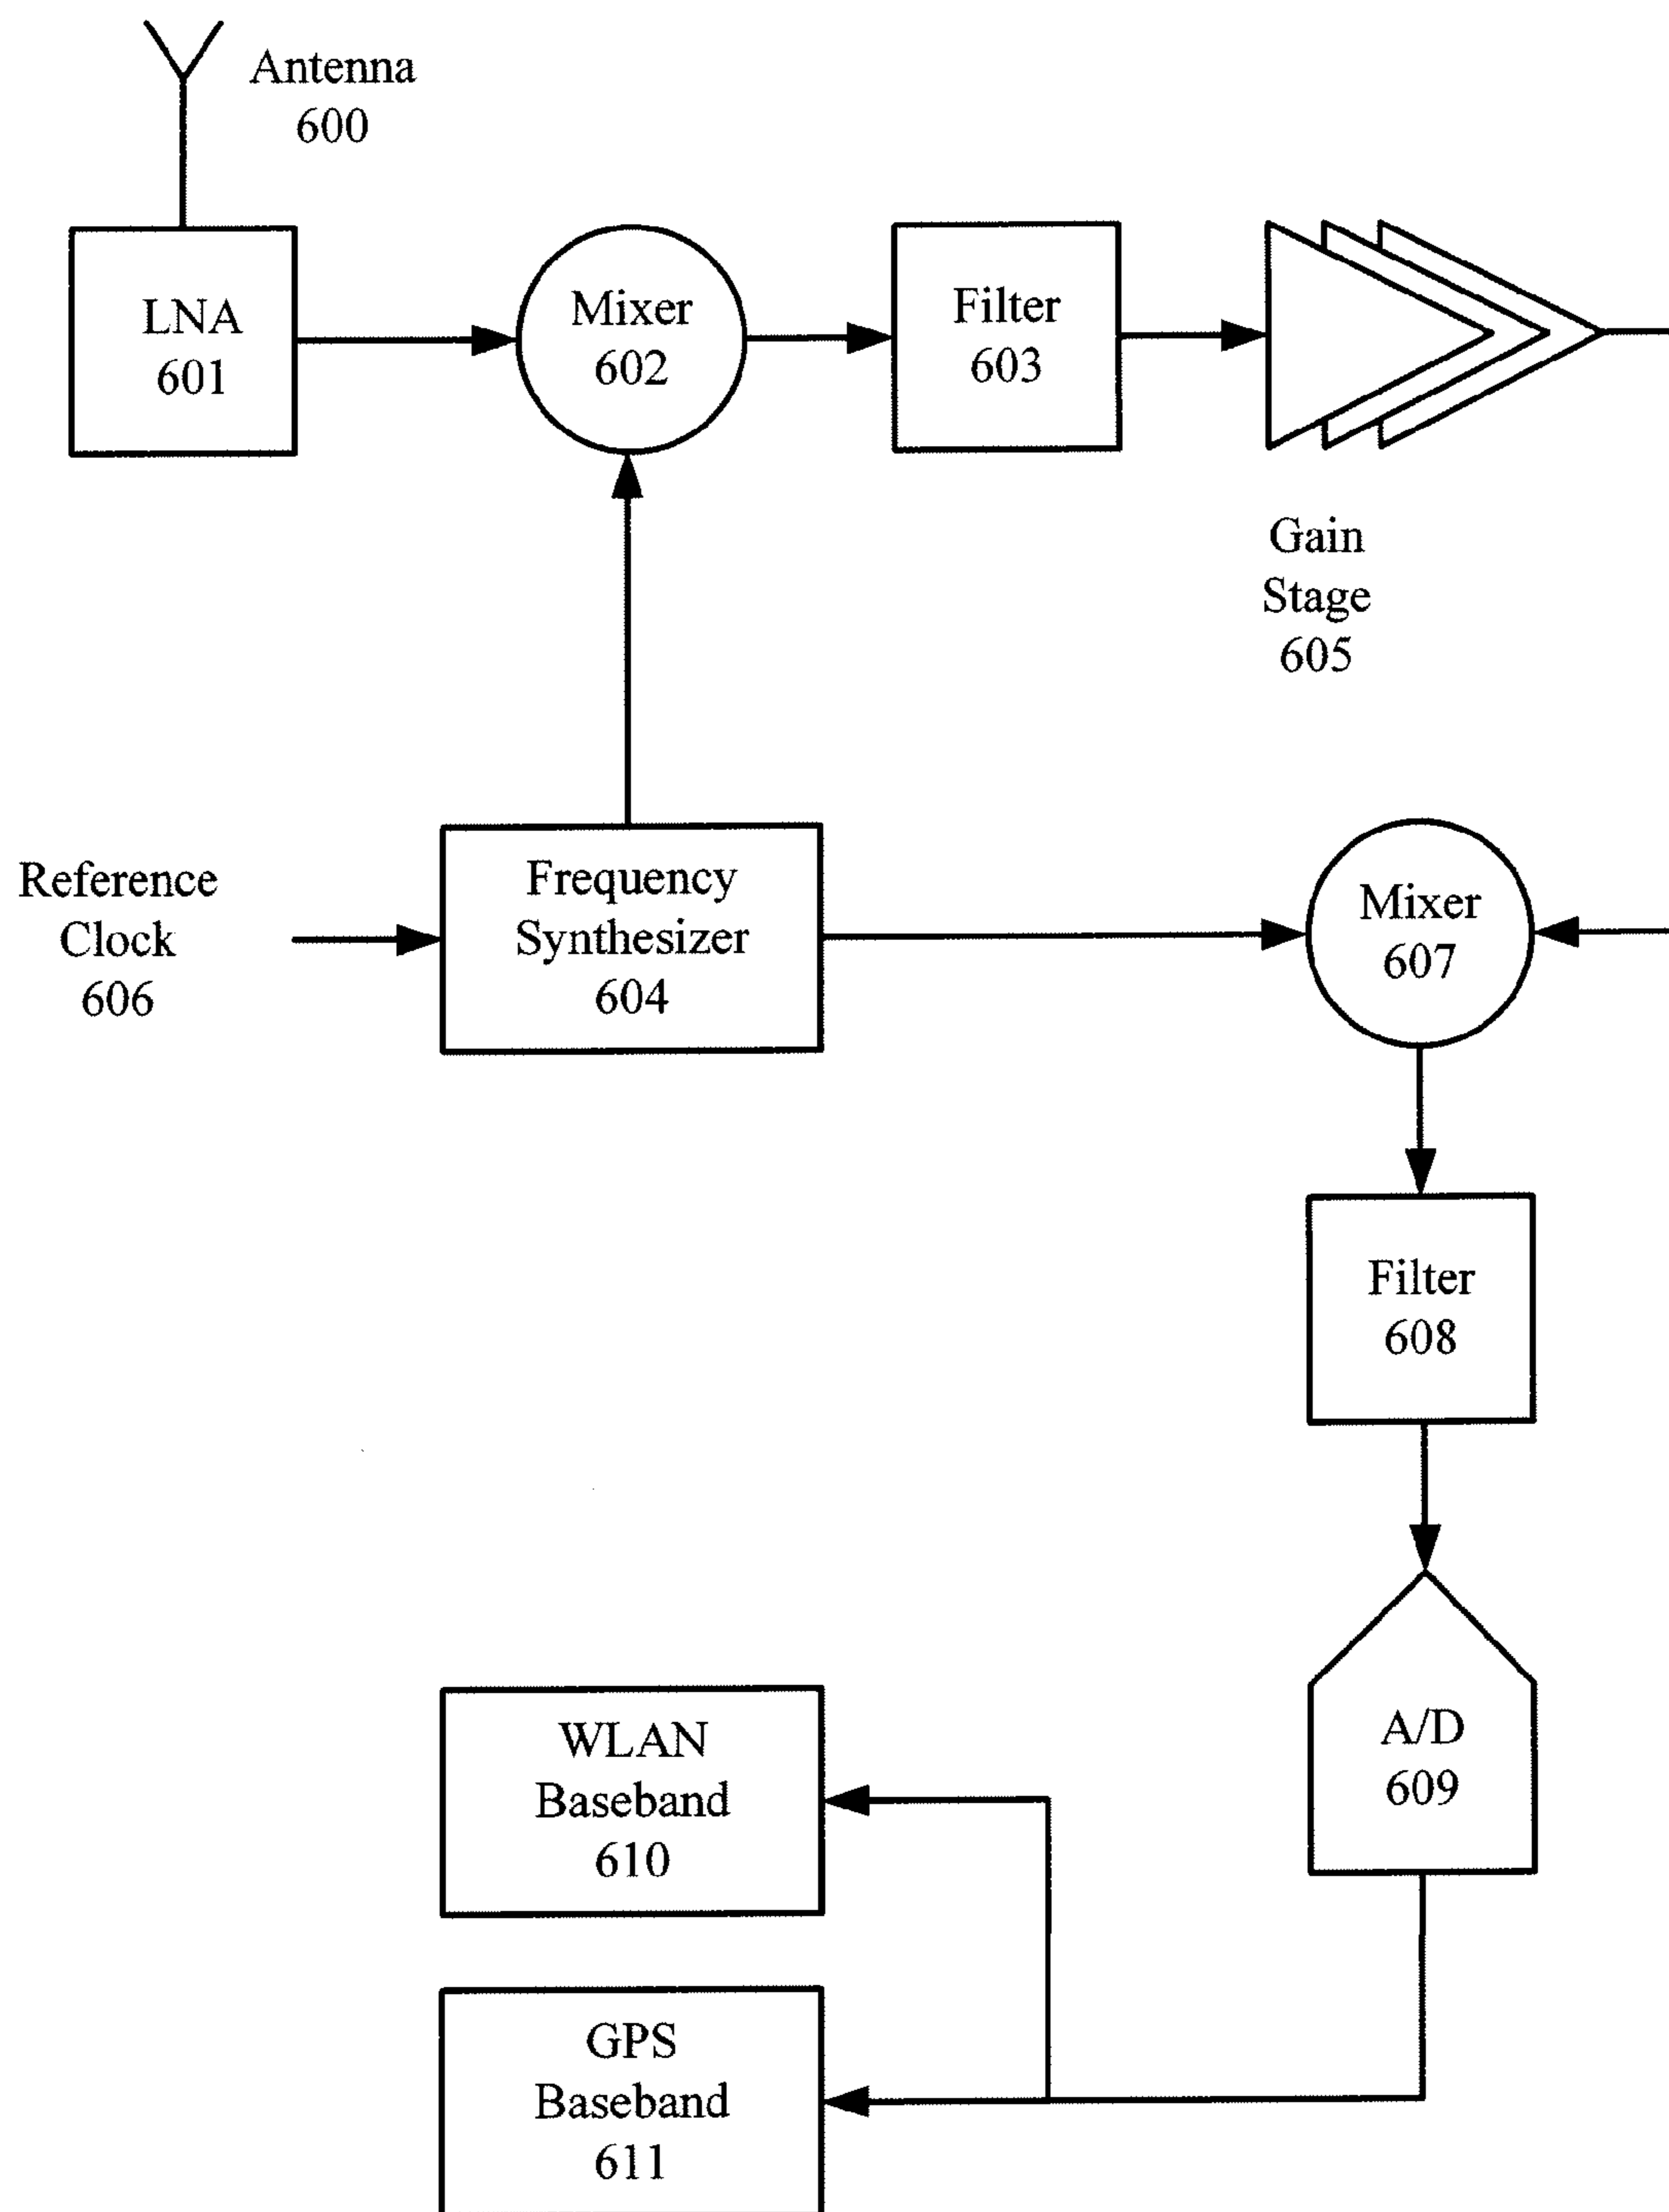 Antenna
600
LNA
601
Mixer
602
Filter
603
Gain
Stage
605
Reference
Clock
606
Frequency
Synthesizer
604
Mixer
607
Filter
608
A/D
609
WLAN
Baseband
610
GPS
Baseband
611